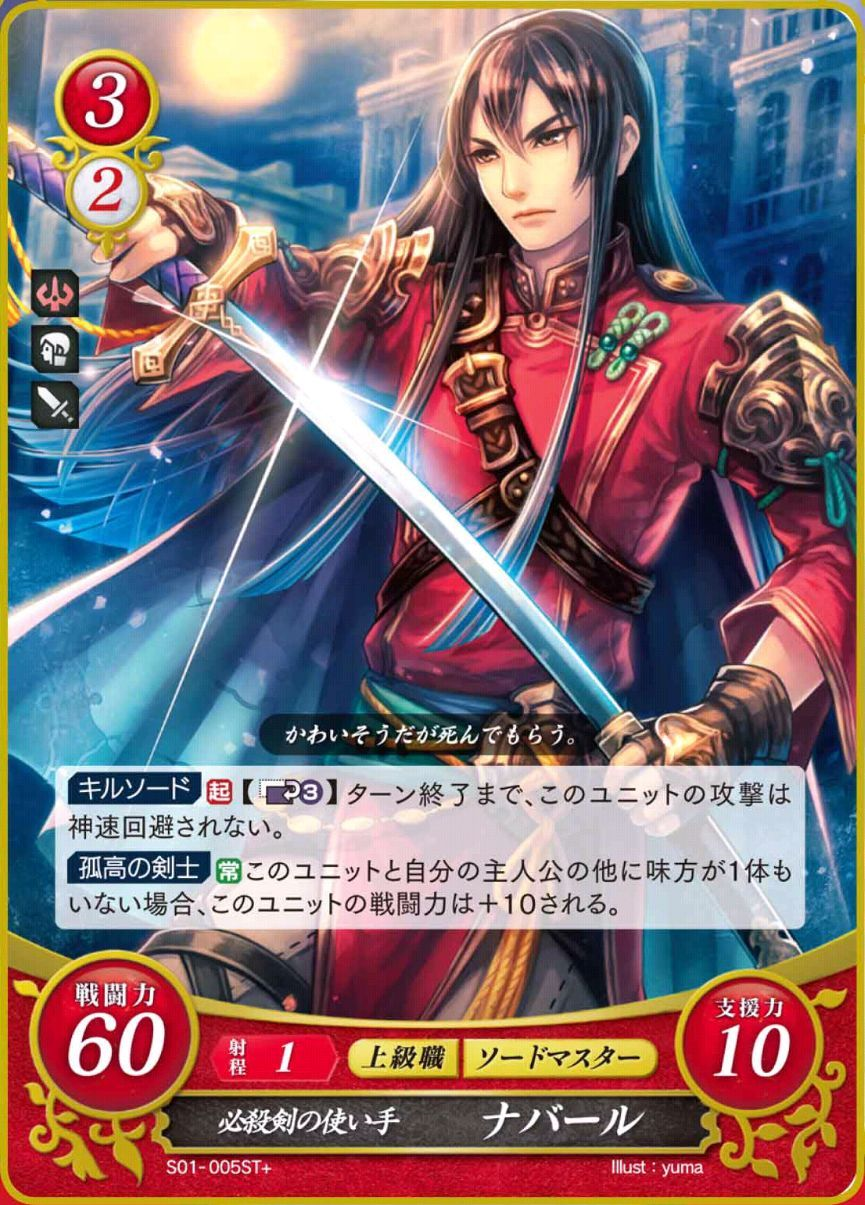 3
2
かわいそうだが死んでもらう。
キルソード 起【3】ターン終了まで、このユニットの攻撃は
神速回避されない。
孤高の剣士 常 このユニットと自分の主人公の他に味方が1体も
いない場合、このユニットの戦闘力は＋10される。
戦闘力
60
射程 1
上級職 ソードマスター
支援力
10
必殺剣の使い手 ナバール
S01-005ST+ Illust : yuma